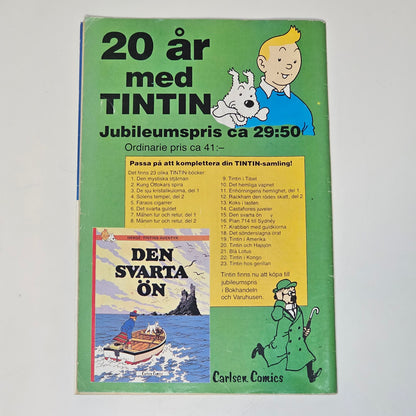 20 år
med
TINTIN
Jubileumspris ca 29:50
Ordinarie pris ca 41:–
Passa på att komplettera din TINTIN-samling!
Det finns 23 olika TINTIN-böcker:
1. Den mystiska stjärnan
2. Kung Ottokars spira
3. De sju kristallkulorna, del 1
4. Solens tempel, del 2
5. Faraos cigarrer
6. Det svarta guldet
7. Månen tur och retur, del 1
8. Månen tur och retur, del 2
9. Tintin i Tibet
10. Det hemliga vapnet
11. Enhörningens hemlighet, del 1
12. Rackham den rödes skatt, del 2
13. Koks i lasten
14. Castafiores juveler
15. Den svarta ön
16. Plan 714 till Sydney
17. Krabban med guldklorna
18. Det sönderslagna örat
19. Tintin i Amerika
20. Tintin och Hajsjön
21. Blå Lotus
22. Tintin i Kongo
23. Tintin hos gerillan
Tintin finns nu att köpa till
jubileumspris
i Bokhandeln
och Varuhusen.
HERGÉ: TINTINS ÄVENTYR
DEN
SVARTA
ÖN
Carlsen Comics